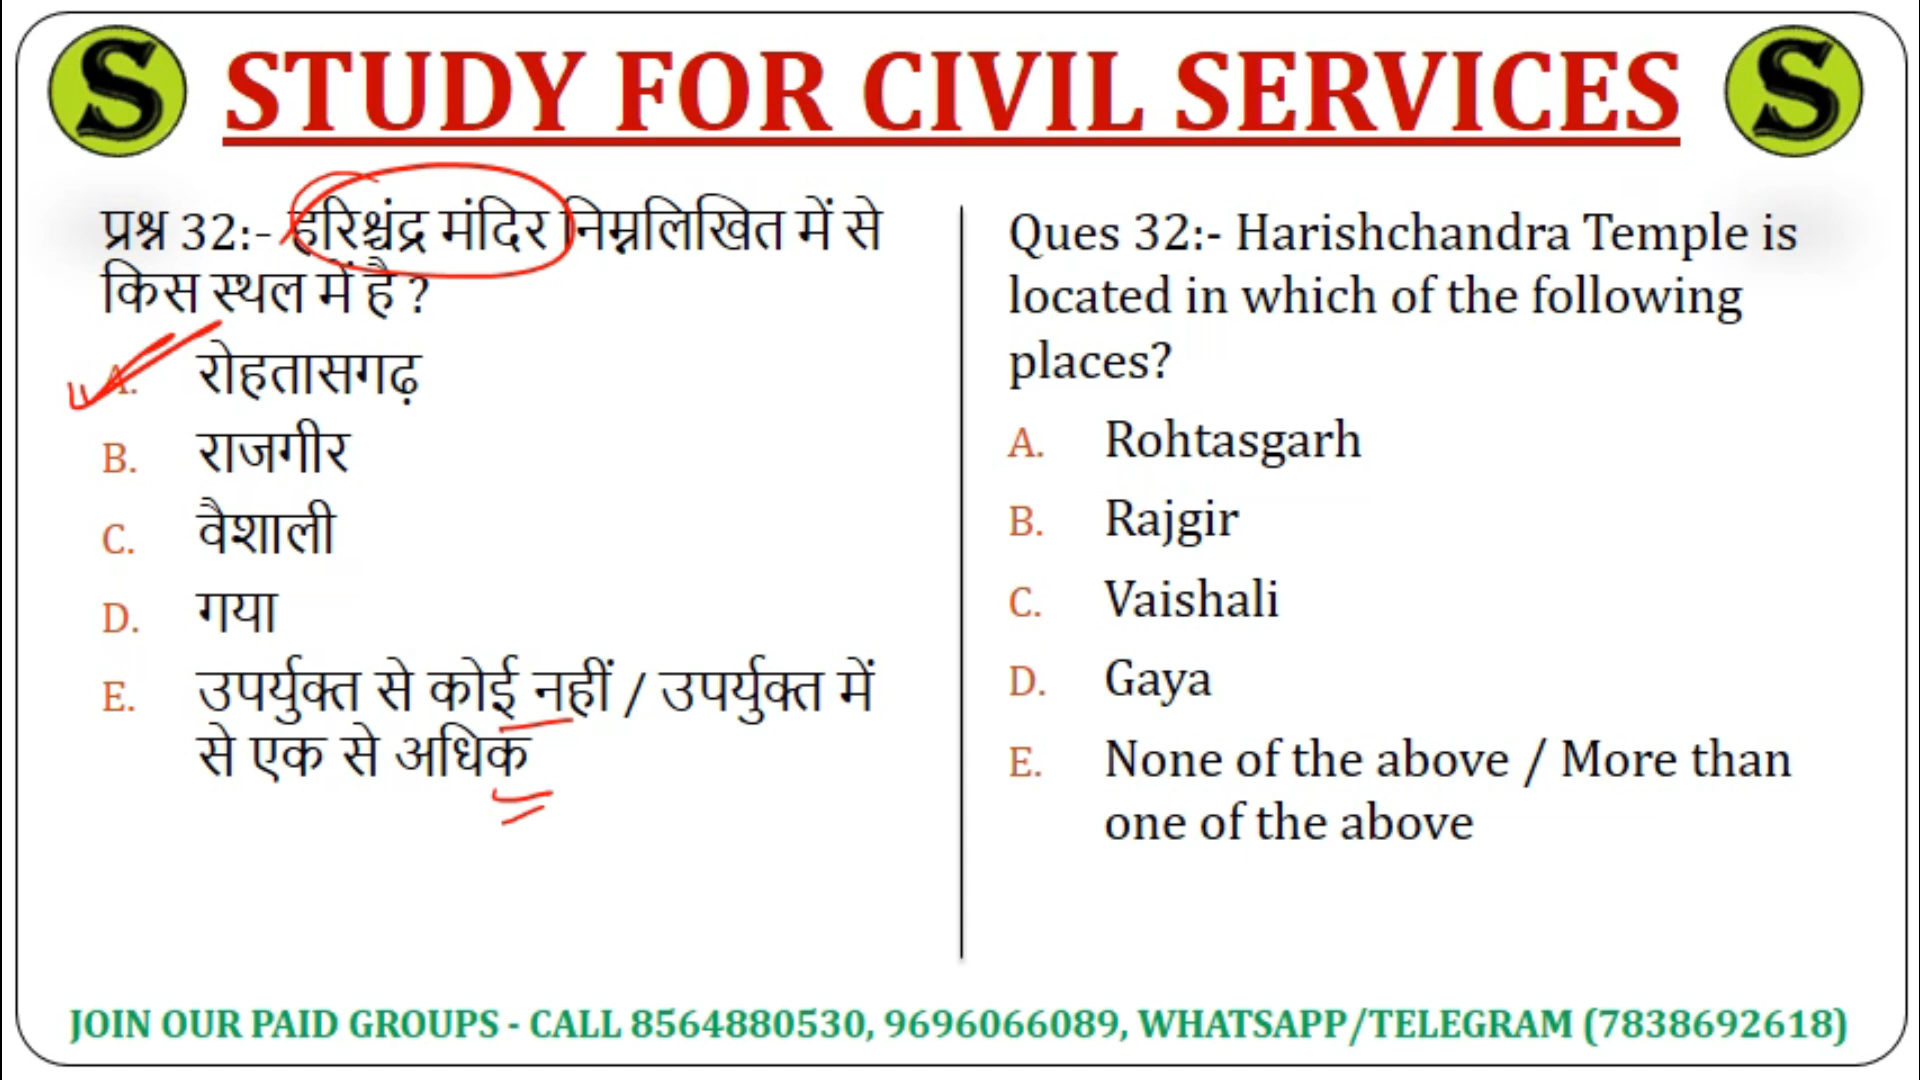 S STUDY FOR CIVIL SERVICES S
प्रश्न 32:- हरिश्चंद्र मंदिर निम्नलिखित में से
किस स्थल में है ?
A. रोहतासगढ़
B. राजगीर
C. वैशाली
D. गया
E. उपर्युक्त से कोई नहीं / उपर्युक्त में
से एक से अधिक
Ques 32:- Harishchandra Temple is
located in which of the following
places?
A. Rohtasgarh
B. Rajgir
C. Vaishali
D. Gaya
E. None of the above / More than
one of the above
JOIN OUR PAID GROUPS - CALL 8564880530, 9696066089, WHATSAPP/TELEGRAM (7838692618)